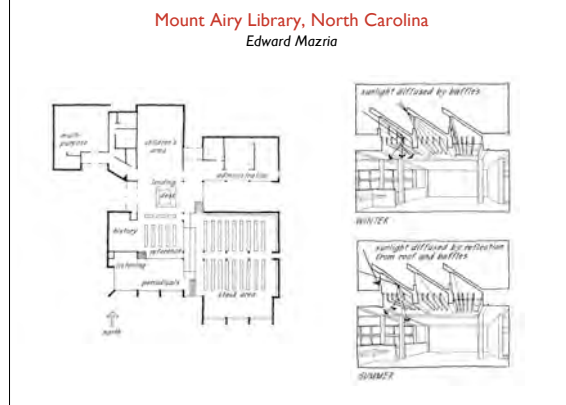 Mount Airy Library, North Carolina
Edward Mazria
multi-
purpose
children's
area
administration
lending
desk
history
reference
listening
periodicals
stack area
north
sunlight diffused by baffles
WINTER
sunlight diffused by reflection
from roof and baffles
SUMMER